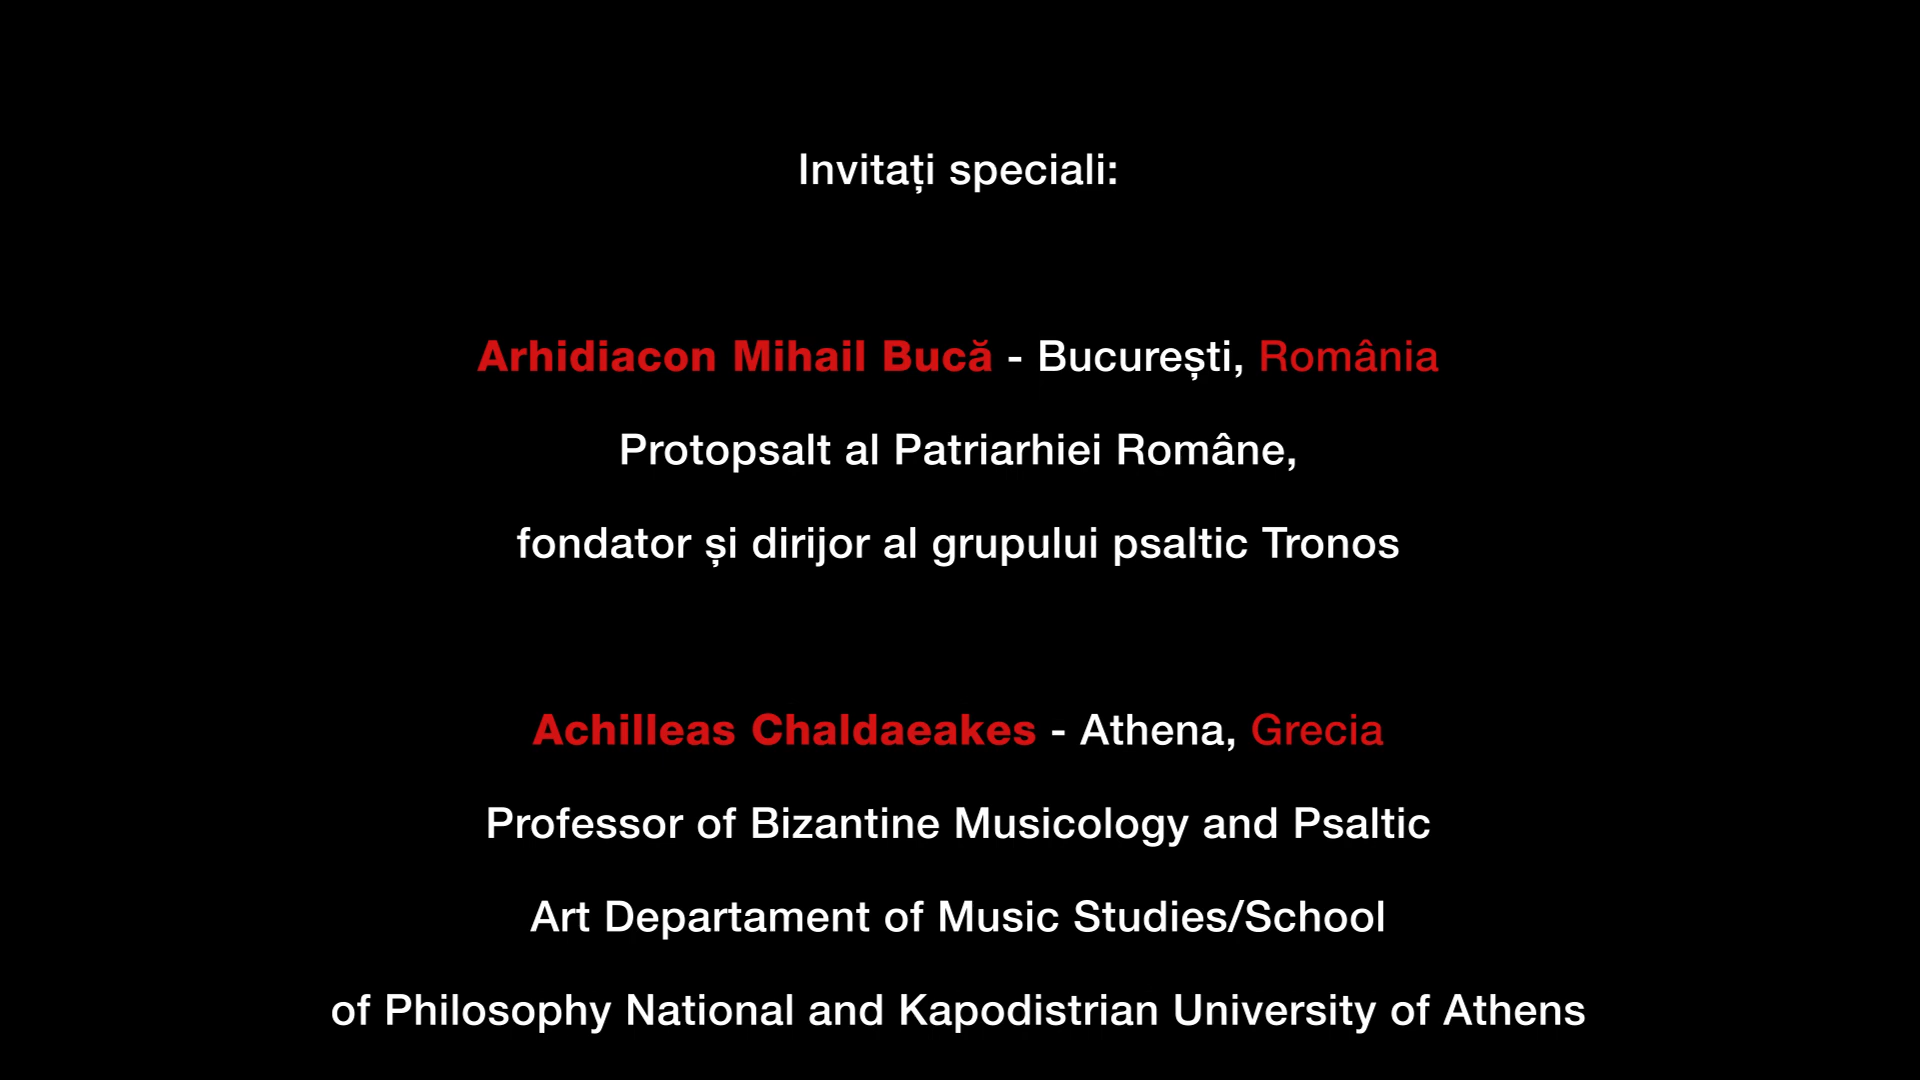 Invitați speciali:
Arhidiacon Mihail Bucă - București, România
Protopsalt al Patriarhiei Române,
fondator și dirijor al grupului psaltic Tronos
Achilleas Chaldaeakes - Athena, Grecia
Professor of Bizantine Musicology and Psaltic
Art Departament of Music Studies/School
of Philosophy National and Kapodistrian University of Athens